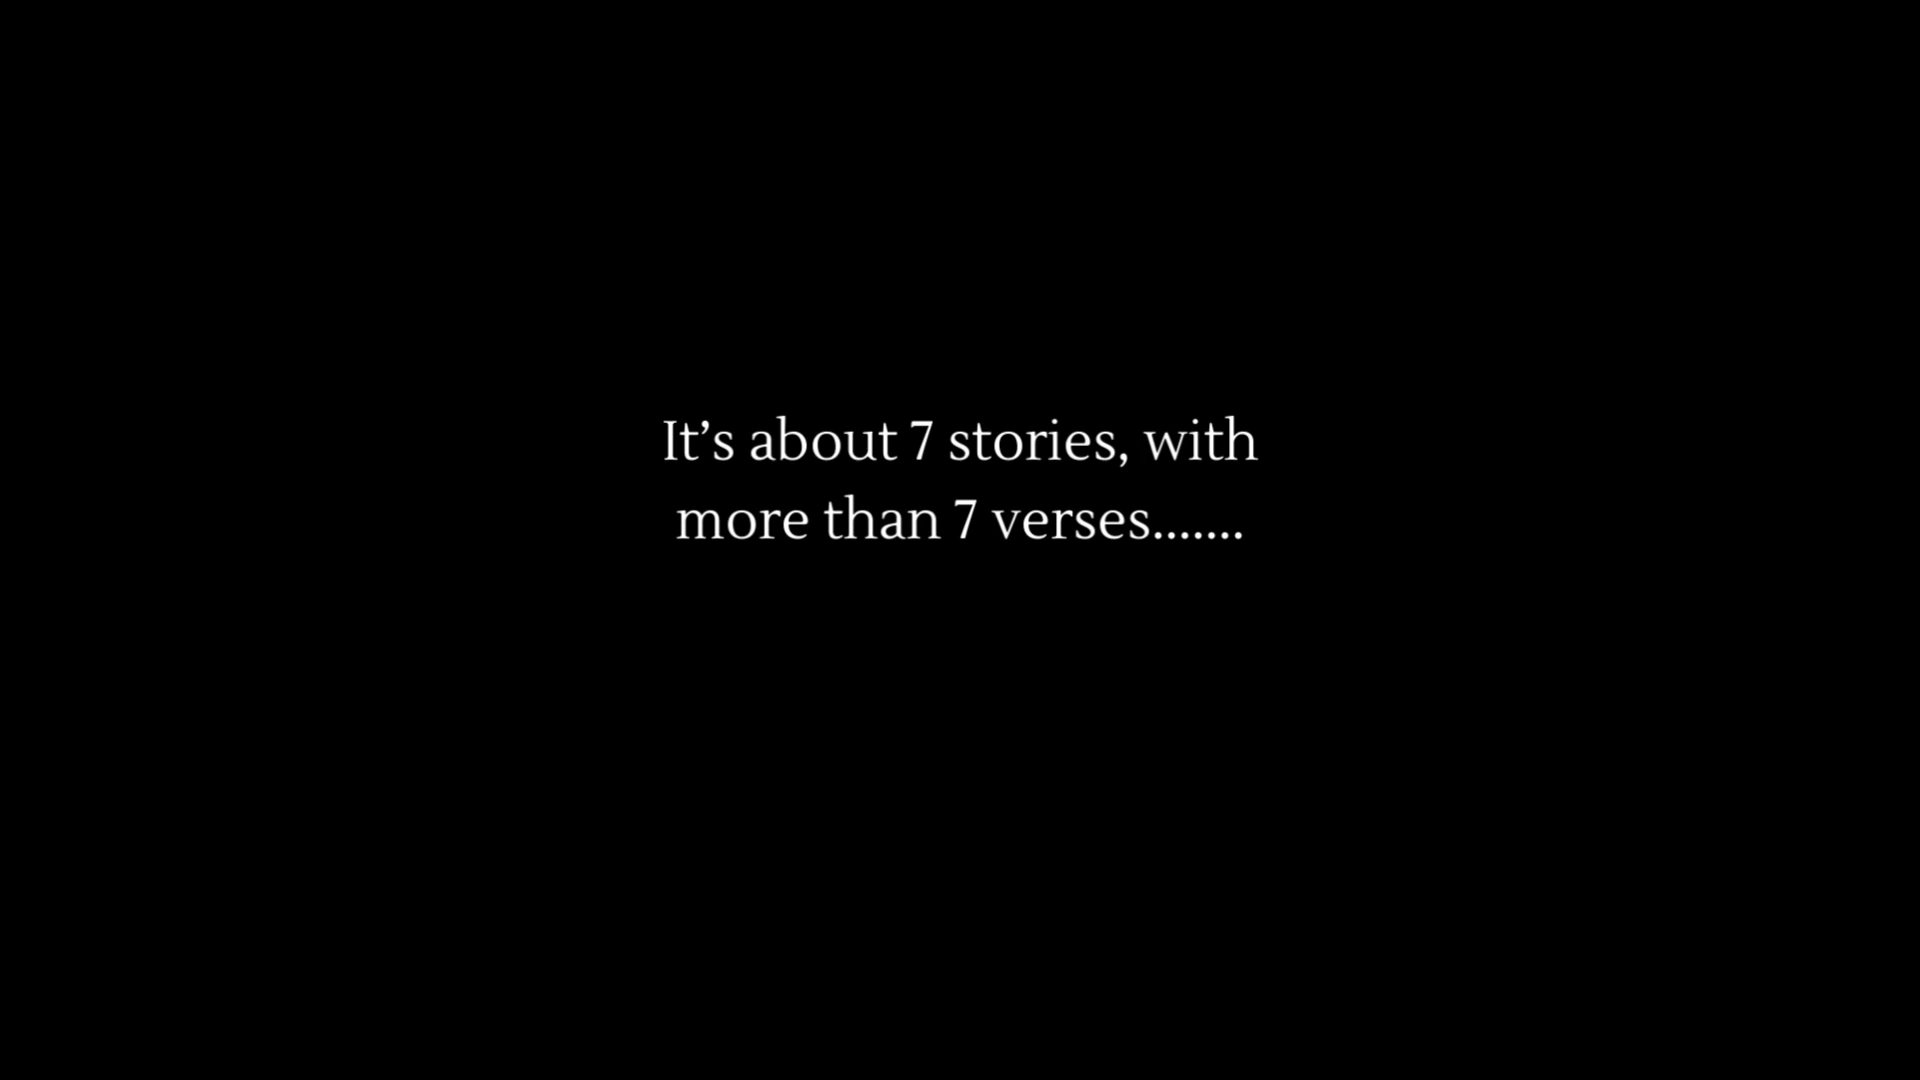 It’s about 7 stories, with
more than 7 verses.......